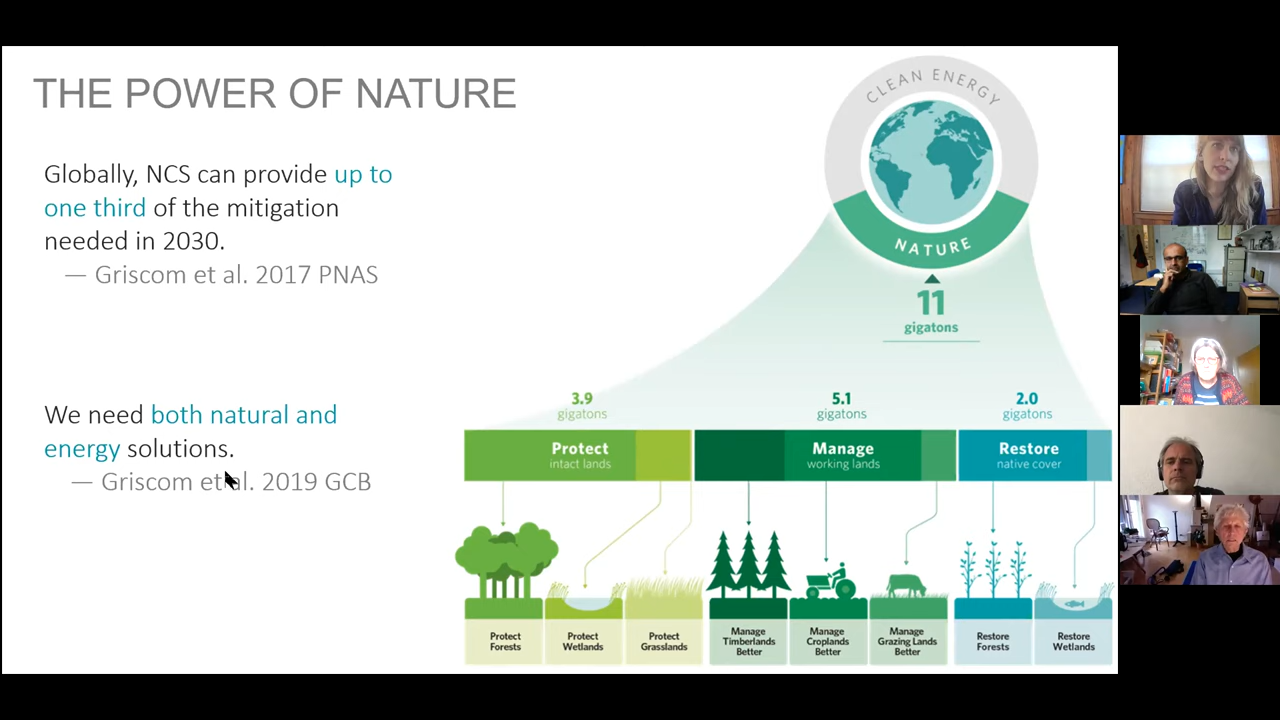 THE POWER OF NATURE
Globally, NCS can provide up to
one third of the mitigation
needed in 2030.
— Griscom et al. 2017 PNAS
We need both natural and
energy solutions.
— Griscom et al. 2019 GCB
CLEAN ENERGY
NATURE
11
gigatons
3.9
gigatons
5.1
gigatons
2.0
gigatons
Protect
intact lands
Manage
working lands
Restore
native cover
Protect
Forests
Protect
Wetlands
Protect
Grasslands
Manage
Timberlands
Better
Manage
Croplands
Better
Manage
Grazing Lands
Better
Restore
Forests
Restore
Wetlands